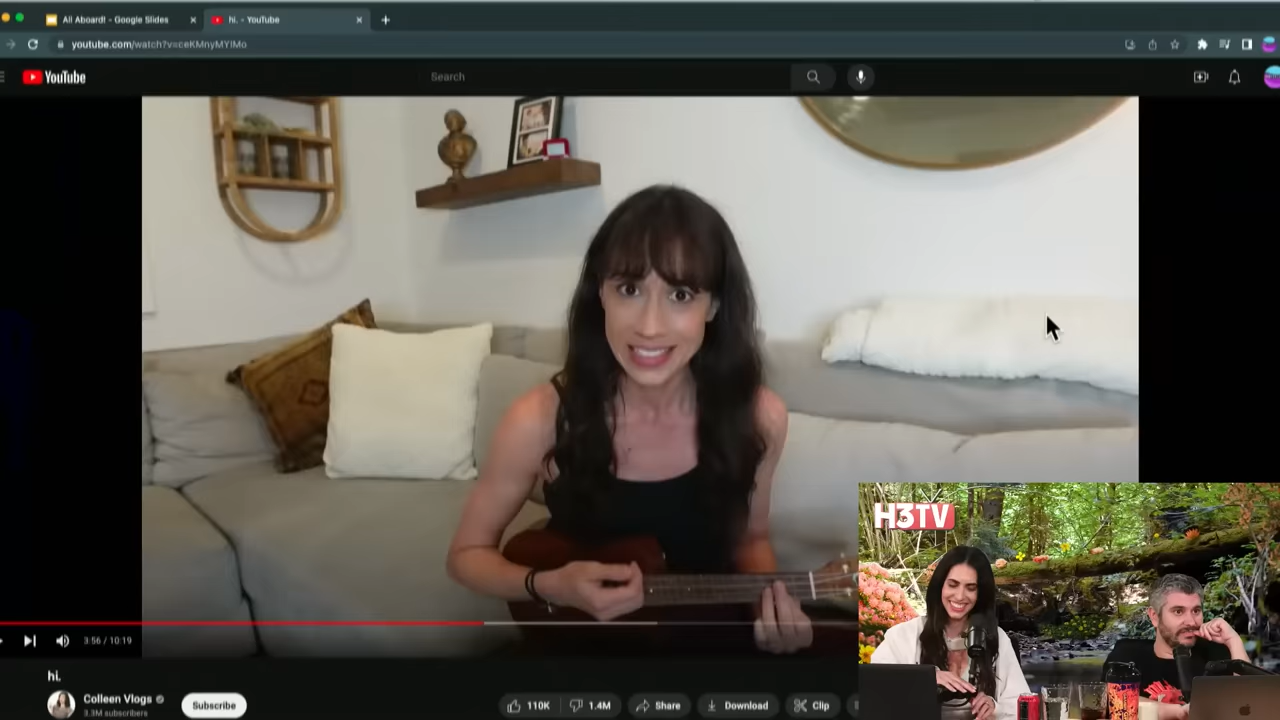 All Aboard! - Google Slides
hi. - YouTube
youtube.com/watch?v=ceKMnyMYIMo
YouTube
Search
H3TV
3:56 / 10:19
hi.
Colleen Vlogs
3.3M subscribers
Subscribe
110K
1.4M
Share
Download
Clip